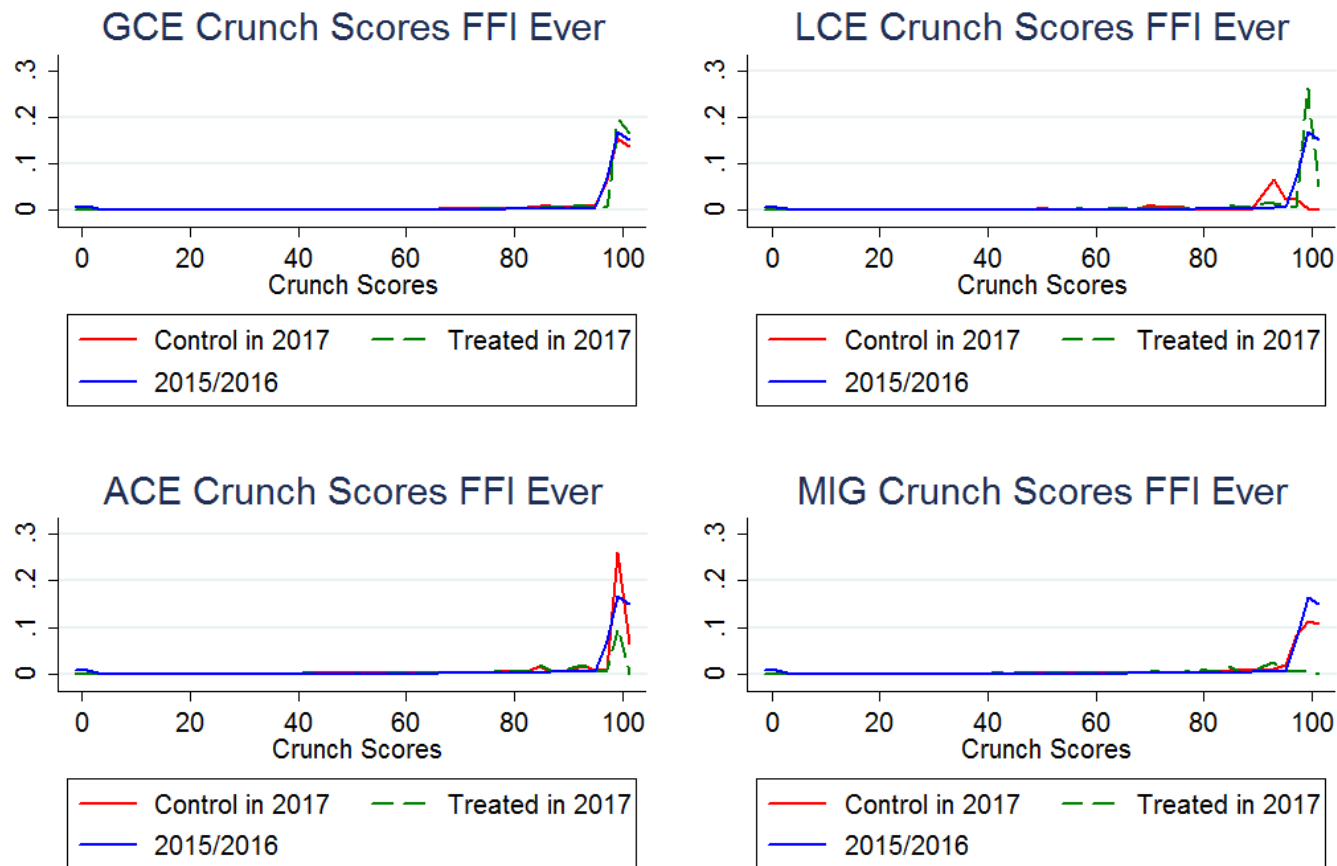 GCE Crunch Scores FFI Ever
.3
.2
.1
0
0 20 40 60 80 100
Crunch Scores
Control in 2017 Treated in 2017
2015/2016
LCE Crunch Scores FFI Ever
.3
.2
.1
0
0 20 40 60 80 100
Crunch Scores
Control in 2017 Treated in 2017
2015/2016
ACE Crunch Scores FFI Ever
.3
.2
.1
0
0 20 40 60 80 100
Crunch Scores
Control in 2017 Treated in 2017
2015/2016
MIG Crunch Scores FFI Ever
.3
.2
.1
0
0 20 40 60 80 100
Crunch Scores
Control in 2017 Treated in 2017
2015/2016